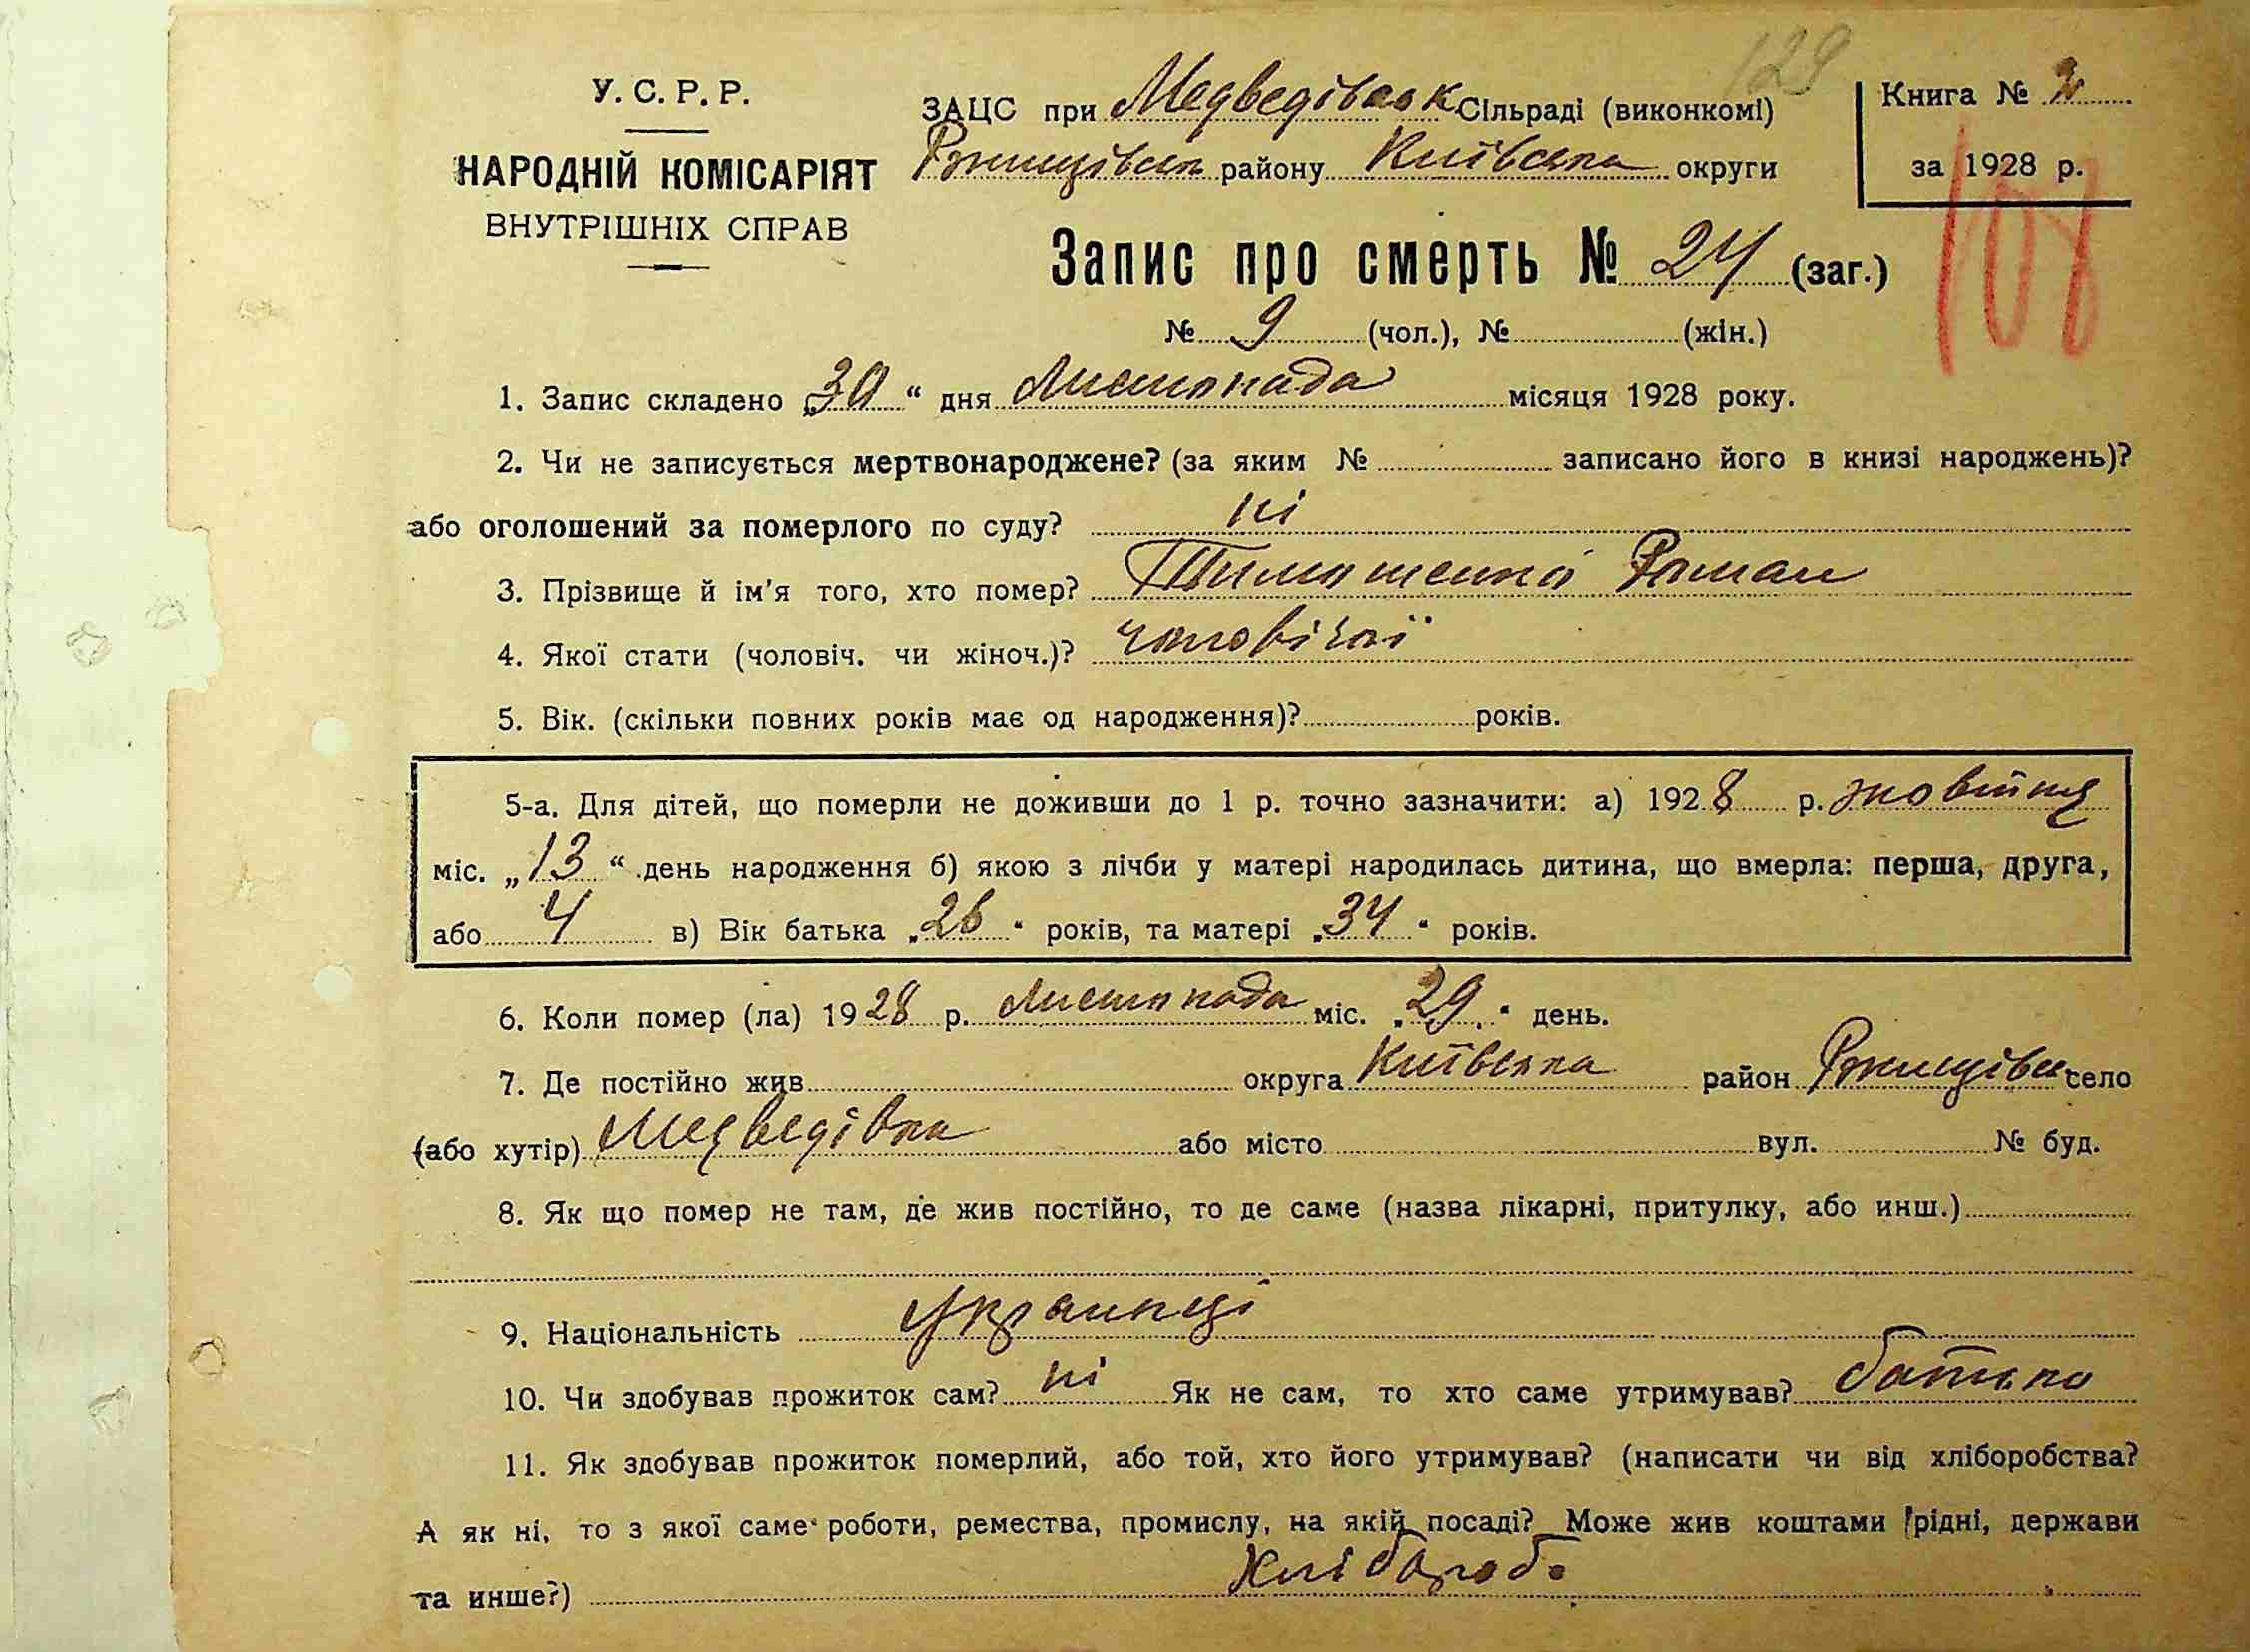 129
У. С. Р. Р.
НАРОДНІЙ КОМІСАРІЯТ
ВНУТРІШНІХ СПРАВ
ЗАЦС при Медведівськ Сільраді (виконкомі)
Ржищівськ району Київська округи
Книга № 2
за 1928 р.
108
Запис про смерть № 24 (заг.)
№ 9 (чол.), № (жін.)
1. Запис складено „30“ дня Листопада місяця 1928 року.
2. Чи не записується мертвонароджене? (за яким № записано його в книзі народжень)?
або оголошений за померлого по суду? ні
3. Прізвище й ім'я того, хто помер? Роман
4. Якої стати (чоловіч. чи жіноч.)? чоловічої
5. Вік. (скільки повних років має од народження)? років.
5-а. Для дітей, що померли не доживши до 1 р. точно зазначити: а) 1928 р. жовтня
міс. „13“ день народження б) якою з лічби у матері народилась дитина, що вмерла: перша, друга,
або 4 в) Вік батька „26“ років, та матері „34“ років.
6. Коли помер (ла) 1928 р. Листопада міс. „29“ день.
7. Де постійно жив округа Київська район Ржищівськ село
(або хутір) Медведівка або місто вул. № буд.
8. Як що помер не там, де жив постійно, то де саме (назва лікарні, притулку, або инш.)
9. Національність Украинці
10. Чи здобував прожиток сам? ні Як не сам, то хто саме утримував? батько
11. Як здобував прожиток померлий, або той, хто його утримував? (написати чи від хліборобства?
А як ні, то з якої саме роботи, ремества, промислу, на якій посаді? Може жив коштами рідні, держави
та инше?) Хлібороб